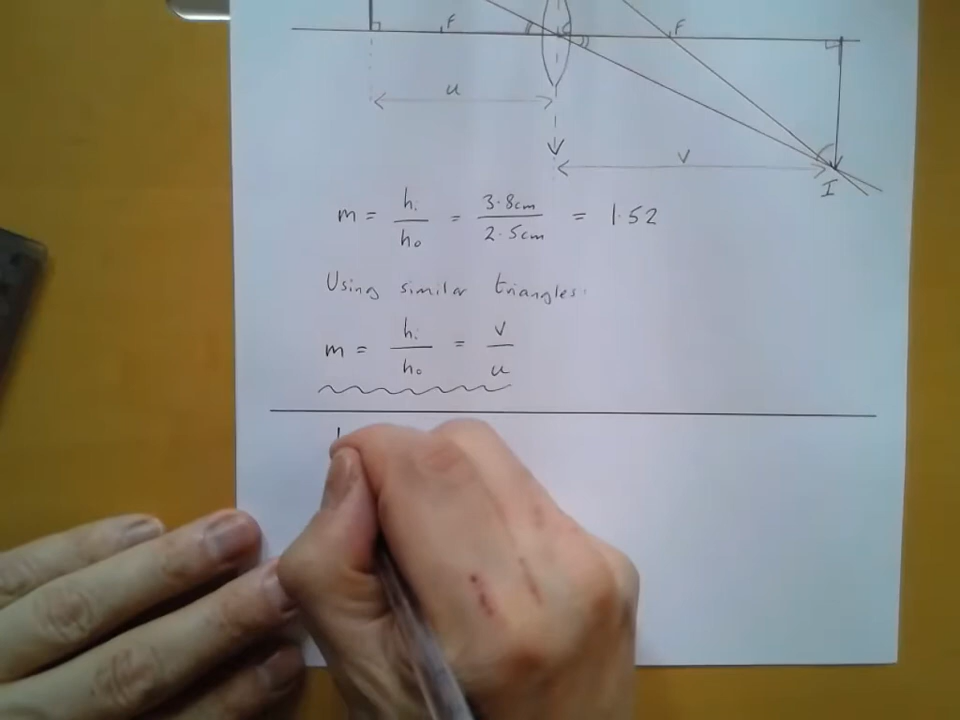 F F
u
v
I
m = hi/ho = 3.8cm/2.5cm = 1.52
Using similar triangles:
m = hi/ho = v/u